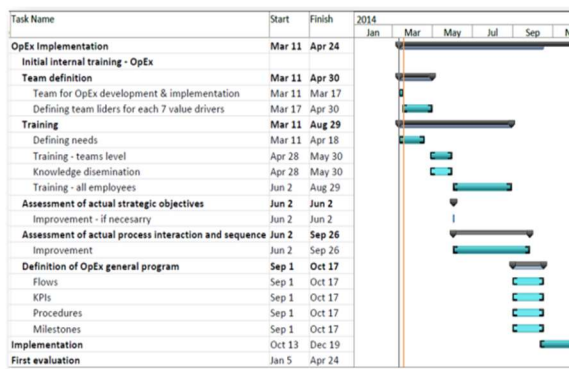 Task Name Start Finish 2014
Jan Mar May Jul Sep
OpEx Implementation Mar 11 Apr 24
Initial internal training - OpEx
Team definition Mar 11 Apr 30
Team for OpEx development & implementation Mar 11 Mar 17
Defining team liders for each 7 value drivers Mar 17 Apr 30
Training Mar 11 Aug 29
Defining needs Mar 11 Apr 18
Training - teams level Apr 28 May 30
Knowledge disemination Apr 28 May 30
Training - all employees Jun 2 Aug 29
Assessment of actual strategic objectives Jun 2 Jun 2
Improvement - if necesarry Jun 2 Jun 2
Assessment of actual process interaction and sequence Jun 2 Sep 26
Improvement Jun 2 Sep 26
Definition of OpEx general program Sep 1 Oct 17
Flows Sep 1 Oct 17
KPIs Sep 1 Oct 17
Procedures Sep 1 Oct 17
Milestones Sep 1 Oct 17
Implementation Oct 13 Dec 19
First evaluation Jan 5 Apr 24